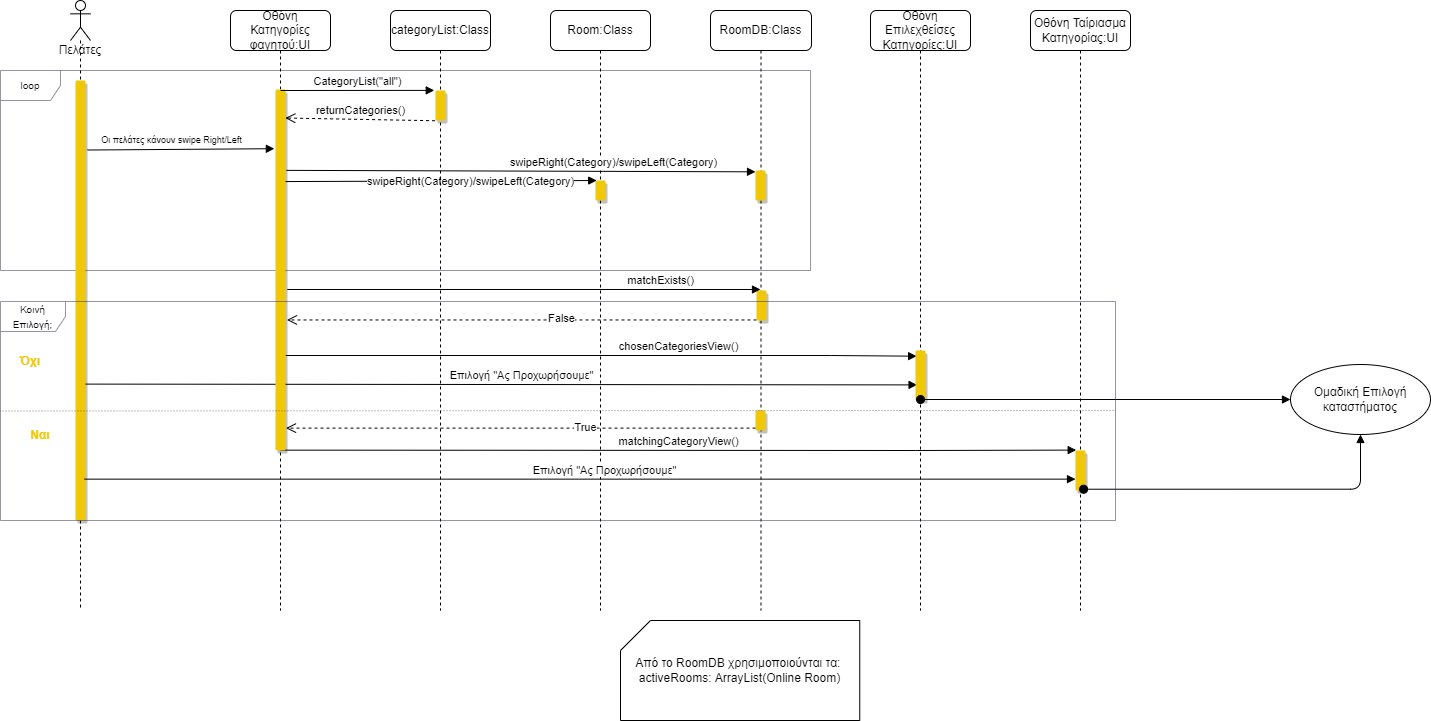 Πελάτες
Οθόνη
Κατηγορίες
φαγητού:UI
categoryList:Class
Room:Class
RoomDB:Class
Οθόνη
Επιλεχθείσες
Κατηγορίες:UI
Οθόνη Ταίριασμα
Κατηγορίας:UI
loop
CategoryList("all")
returnCategories()
Οι πελάτες κάνουν swipe Right/Left
swipeRight(Category)/swipeLeft(Category)
swipeRight(Category)/swipeLeft(Category)
matchExists()
Κοινή
Επιλογή;
False
Όχι
chosenCategoriesView()
Επιλογή "Ας Προχωρήσουμε"
Ομαδική Επιλογή
καταστήματος
Ναι
True
matchingCategoryView()
Επιλογή "Ας Προχωρήσουμε"
Από το RoomDB χρησιμοποιούνται τα:
activeRooms: ArrayList(Online Room)